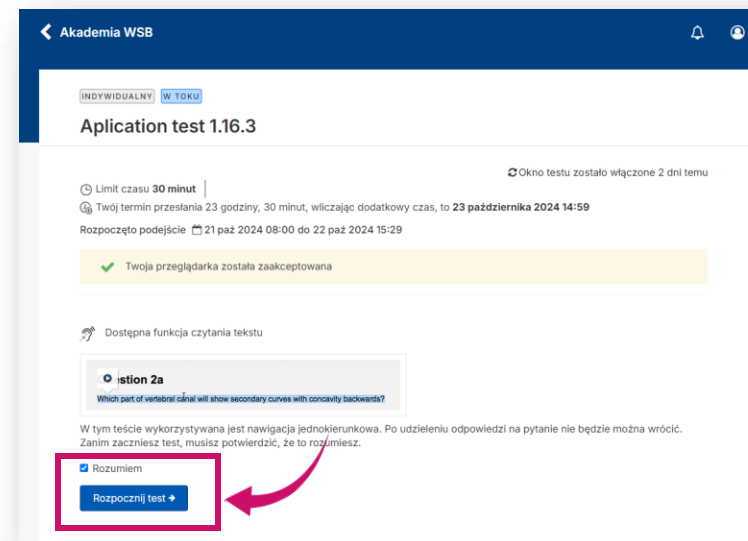 Akademia WSB
INDYWIDUALNY W TOKU
Aplication test 1.16.3
Okno testu zostało włączone 2 dni temu
Limit czasu 30 minut
Twój termin przesłania 23 godziny, 30 minut, wliczając dodatkowy czas, to 23 października 2024 14:59
Rozpoczęto podejście 21 paź 2024 08:00 do 22 paź 2024 15:29
Twoja przeglądarka została zaakceptowana
Dostępna funkcja czytania tekstu
stion 2a
Which part of vertebral canal will show secondary curves with concavity backwards?
W tym teście wykorzystywana jest nawigacja jednokierunkowa. Po udzieleniu odpowiedzi na pytanie nie będzie można wrócić.
Zanim zaczniesz test, musisz potwierdzić, że to rozumiesz.
Rozumiem
Rozpocznij test